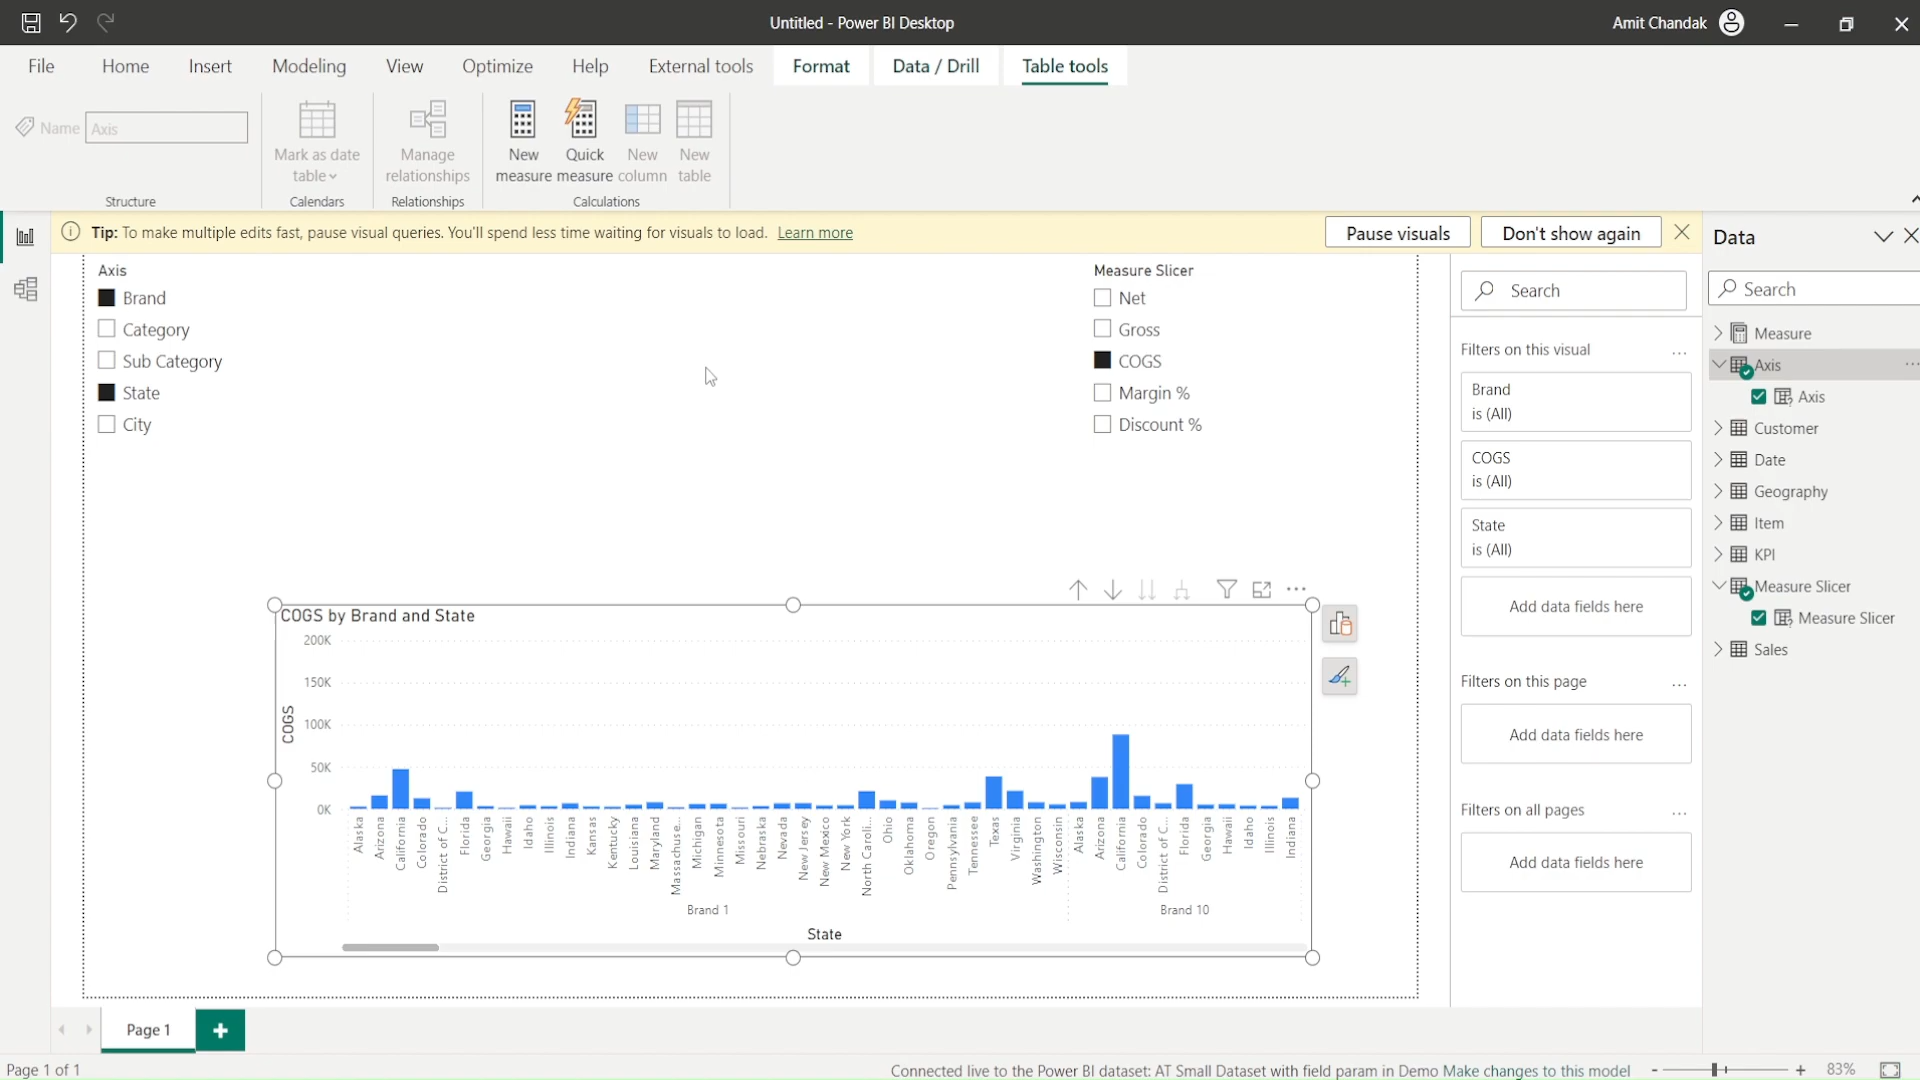 Untitled - Power BI Desktop
Amit Chandak
File
Home
Insert
Modeling
View
Optimize
Help
External tools
Format
Data / Drill
Table tools
Name
Axis
Structure
Mark as date
table
Calendars
Manage
relationships
Relationships
New
measure
Quick
measure
New
column
New
table
Calculations
Tip: To make multiple edits fast, pause visual queries. You'll spend less time waiting for visuals to load. Learn more
Pause visuals
Don't show again
Axis
Brand
Category
Sub Category
State
City
Measure Slicer
Net
Gross
COGS
Margin %
Discount %
COGS by Brand and State
COGS
200K
150K
100K
50K
0K
Alaska
Arizona
California
Colorado
District of C...
Florida
Georgia
Hawaii
Idaho
Illinois
Indiana
Kansas
Kentucky
Louisiana
Maryland
Massachuse...
Michigan
Minnesota
Missouri
Nebraska
Nevada
New Jersey
New Mexico
New York
North Caroli...
Ohio
Oklahoma
Oregon
Pennsylvania
Tennessee
Texas
Virginia
Washington
Wisconsin
Alaska
Arizona
California
Colorado
District of C...
Florida
Georgia
Hawaii
Idaho
Illinois
Indiana
Brand 1
Brand 10
State
Search
Filters on this visual
Brand
is (All)
COGS
is (All)
State
is (All)
Add data fields here
Filters on this page
Add data fields here
Filters on all pages
Add data fields here
Data
Search
Measure
Axis
Axis
Customer
Date
Geography
Item
KPI
Measure Slicer
Measure Slicer
Sales
Page 1
Page 1 of 1
Connected live to the Power BI dataset: AT Small Dataset with field param in Demo Make changes to this model
83%